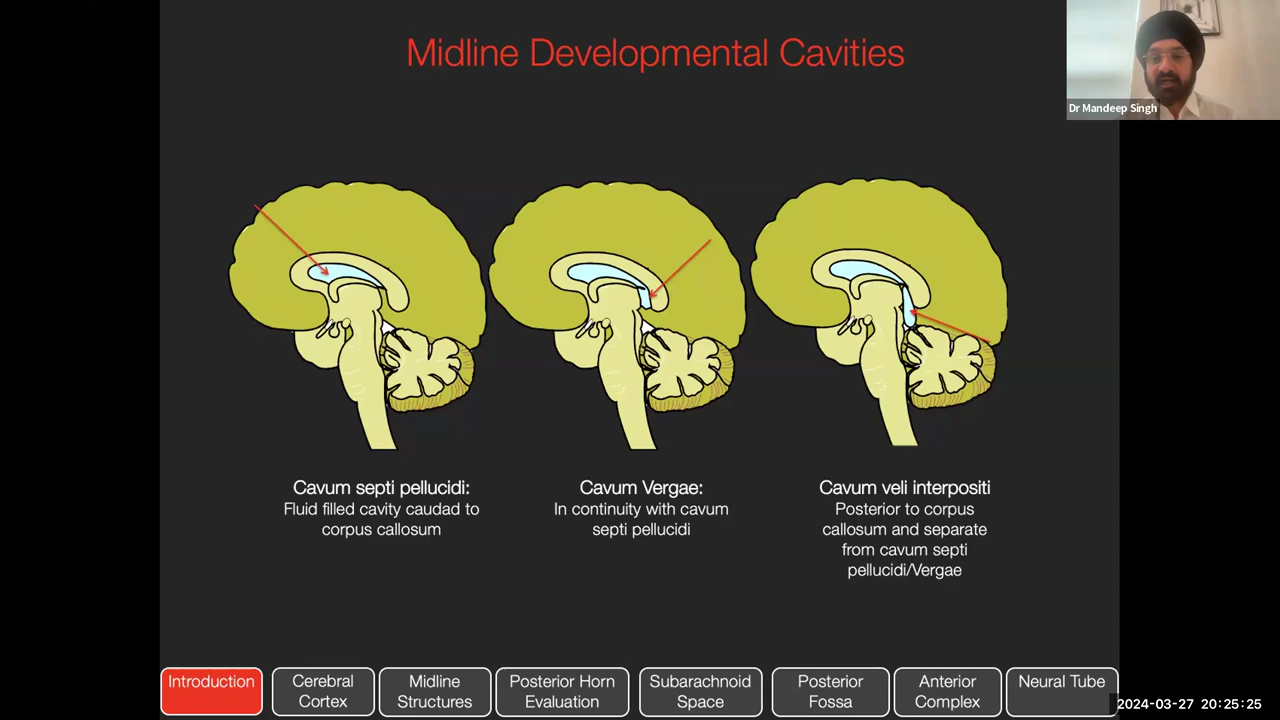 Midline Developmental Cavities
Dr Mandeep Singh
Cavum septi pellucidi:
Fluid filled cavity caudad to
corpus callosum
Cavum Vergae:
In continuity with cavum
septi pellucidi
Cavum veli interpositi
Posterior to corpus
callosum and separate
from cavum septi
pellucidi/Vergae
Introduction
Cerebral
Cortex
Midline
Structures
Posterior Horn
Evaluation
Subarachnoid
Space
Posterior
Fossa
Anterior
Complex
Neural Tube
2024-03-27 20:25:25